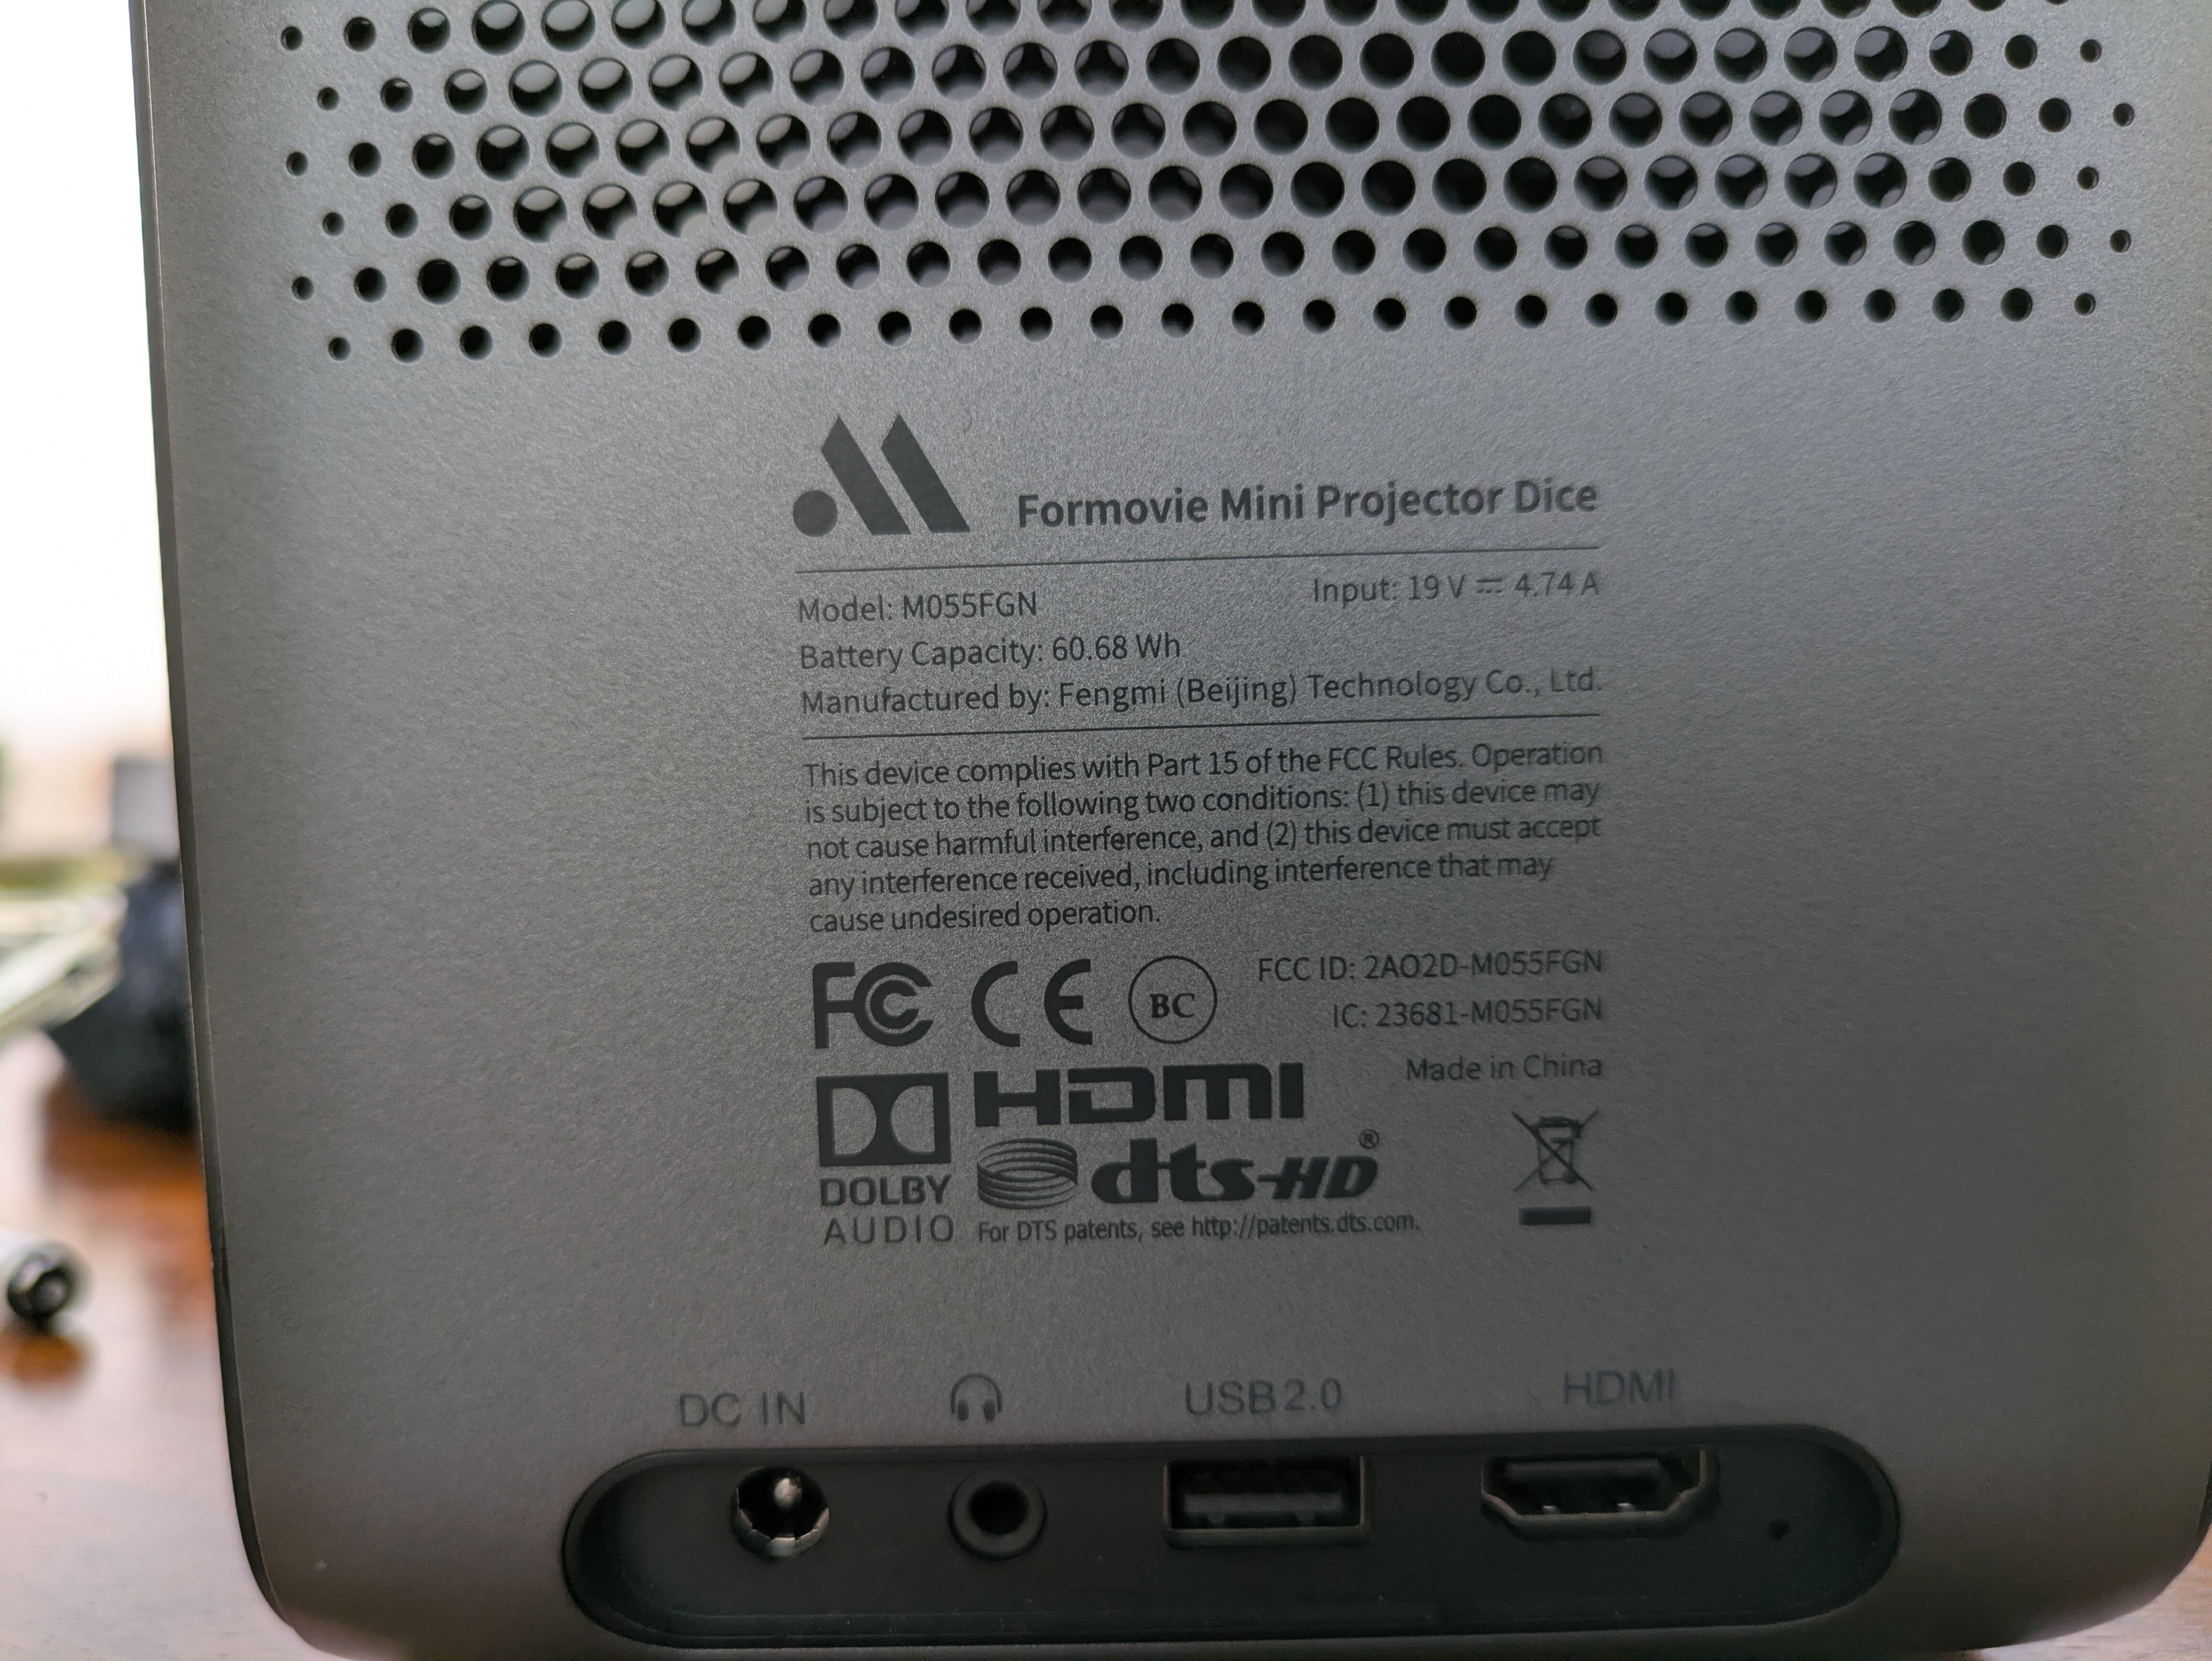 Formovie Mini Projector Dice
Model: M055FGN
Input: 19 V ⎓ 4.74 A
Battery Capacity: 60.68 Wh
Manufactured by: Fengmi (Beijing) Technology Co., Ltd.
This device complies with Part 15 of the FCC Rules. Operation
is subject to the following two conditions: (1) this device may
not cause harmful interference, and (2) this device must accept
any interference received, including interference that may
cause undesired operation.
FC CE BC
FCC ID: 2AO2D-M055FGN
IC: 23681-M055FGN
Made in China
HDMI
dts-HD®
DOLBY
AUDIO
For DTS patents, see http://patents.dts.com.
DC IN
USB2.0
HDMI